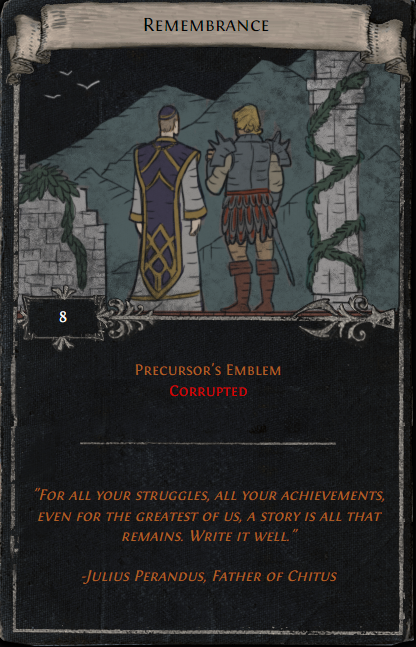 Remembrance
8
Precursor's Emblem
Corrupted
"For all your struggles, all your achievements,
even for the greatest of us, a story is all that
remains. Write it well."
-Julius Perandus, Father of Chitus